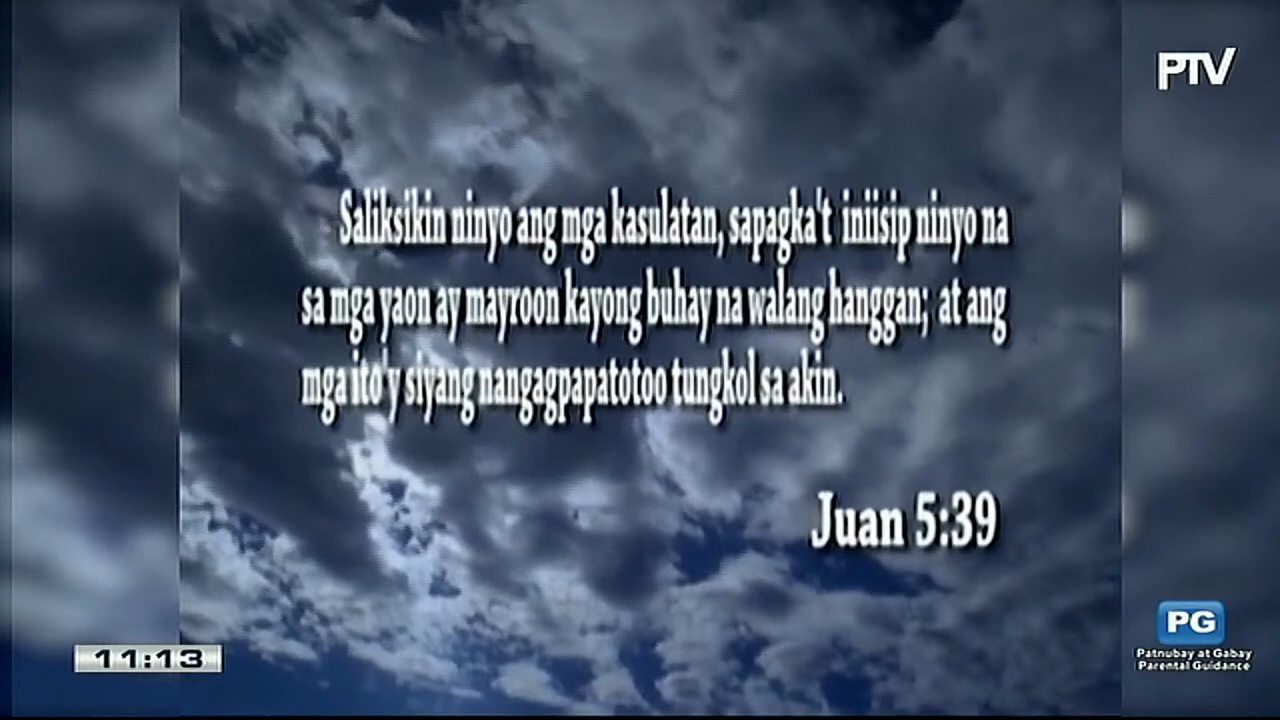 PTV
Saliksikin ninyo ang mga kasulatan, sapagka't iniisip ninyo na
sa mga yaon ay mayroon kayong buhay na walang hanggan; at ang
mga ito'y siyang nangagpapatotoo tungkol sa akin.
Juan 5:39
PG
Patnubay at Gabay
Parental Guidance
11:13